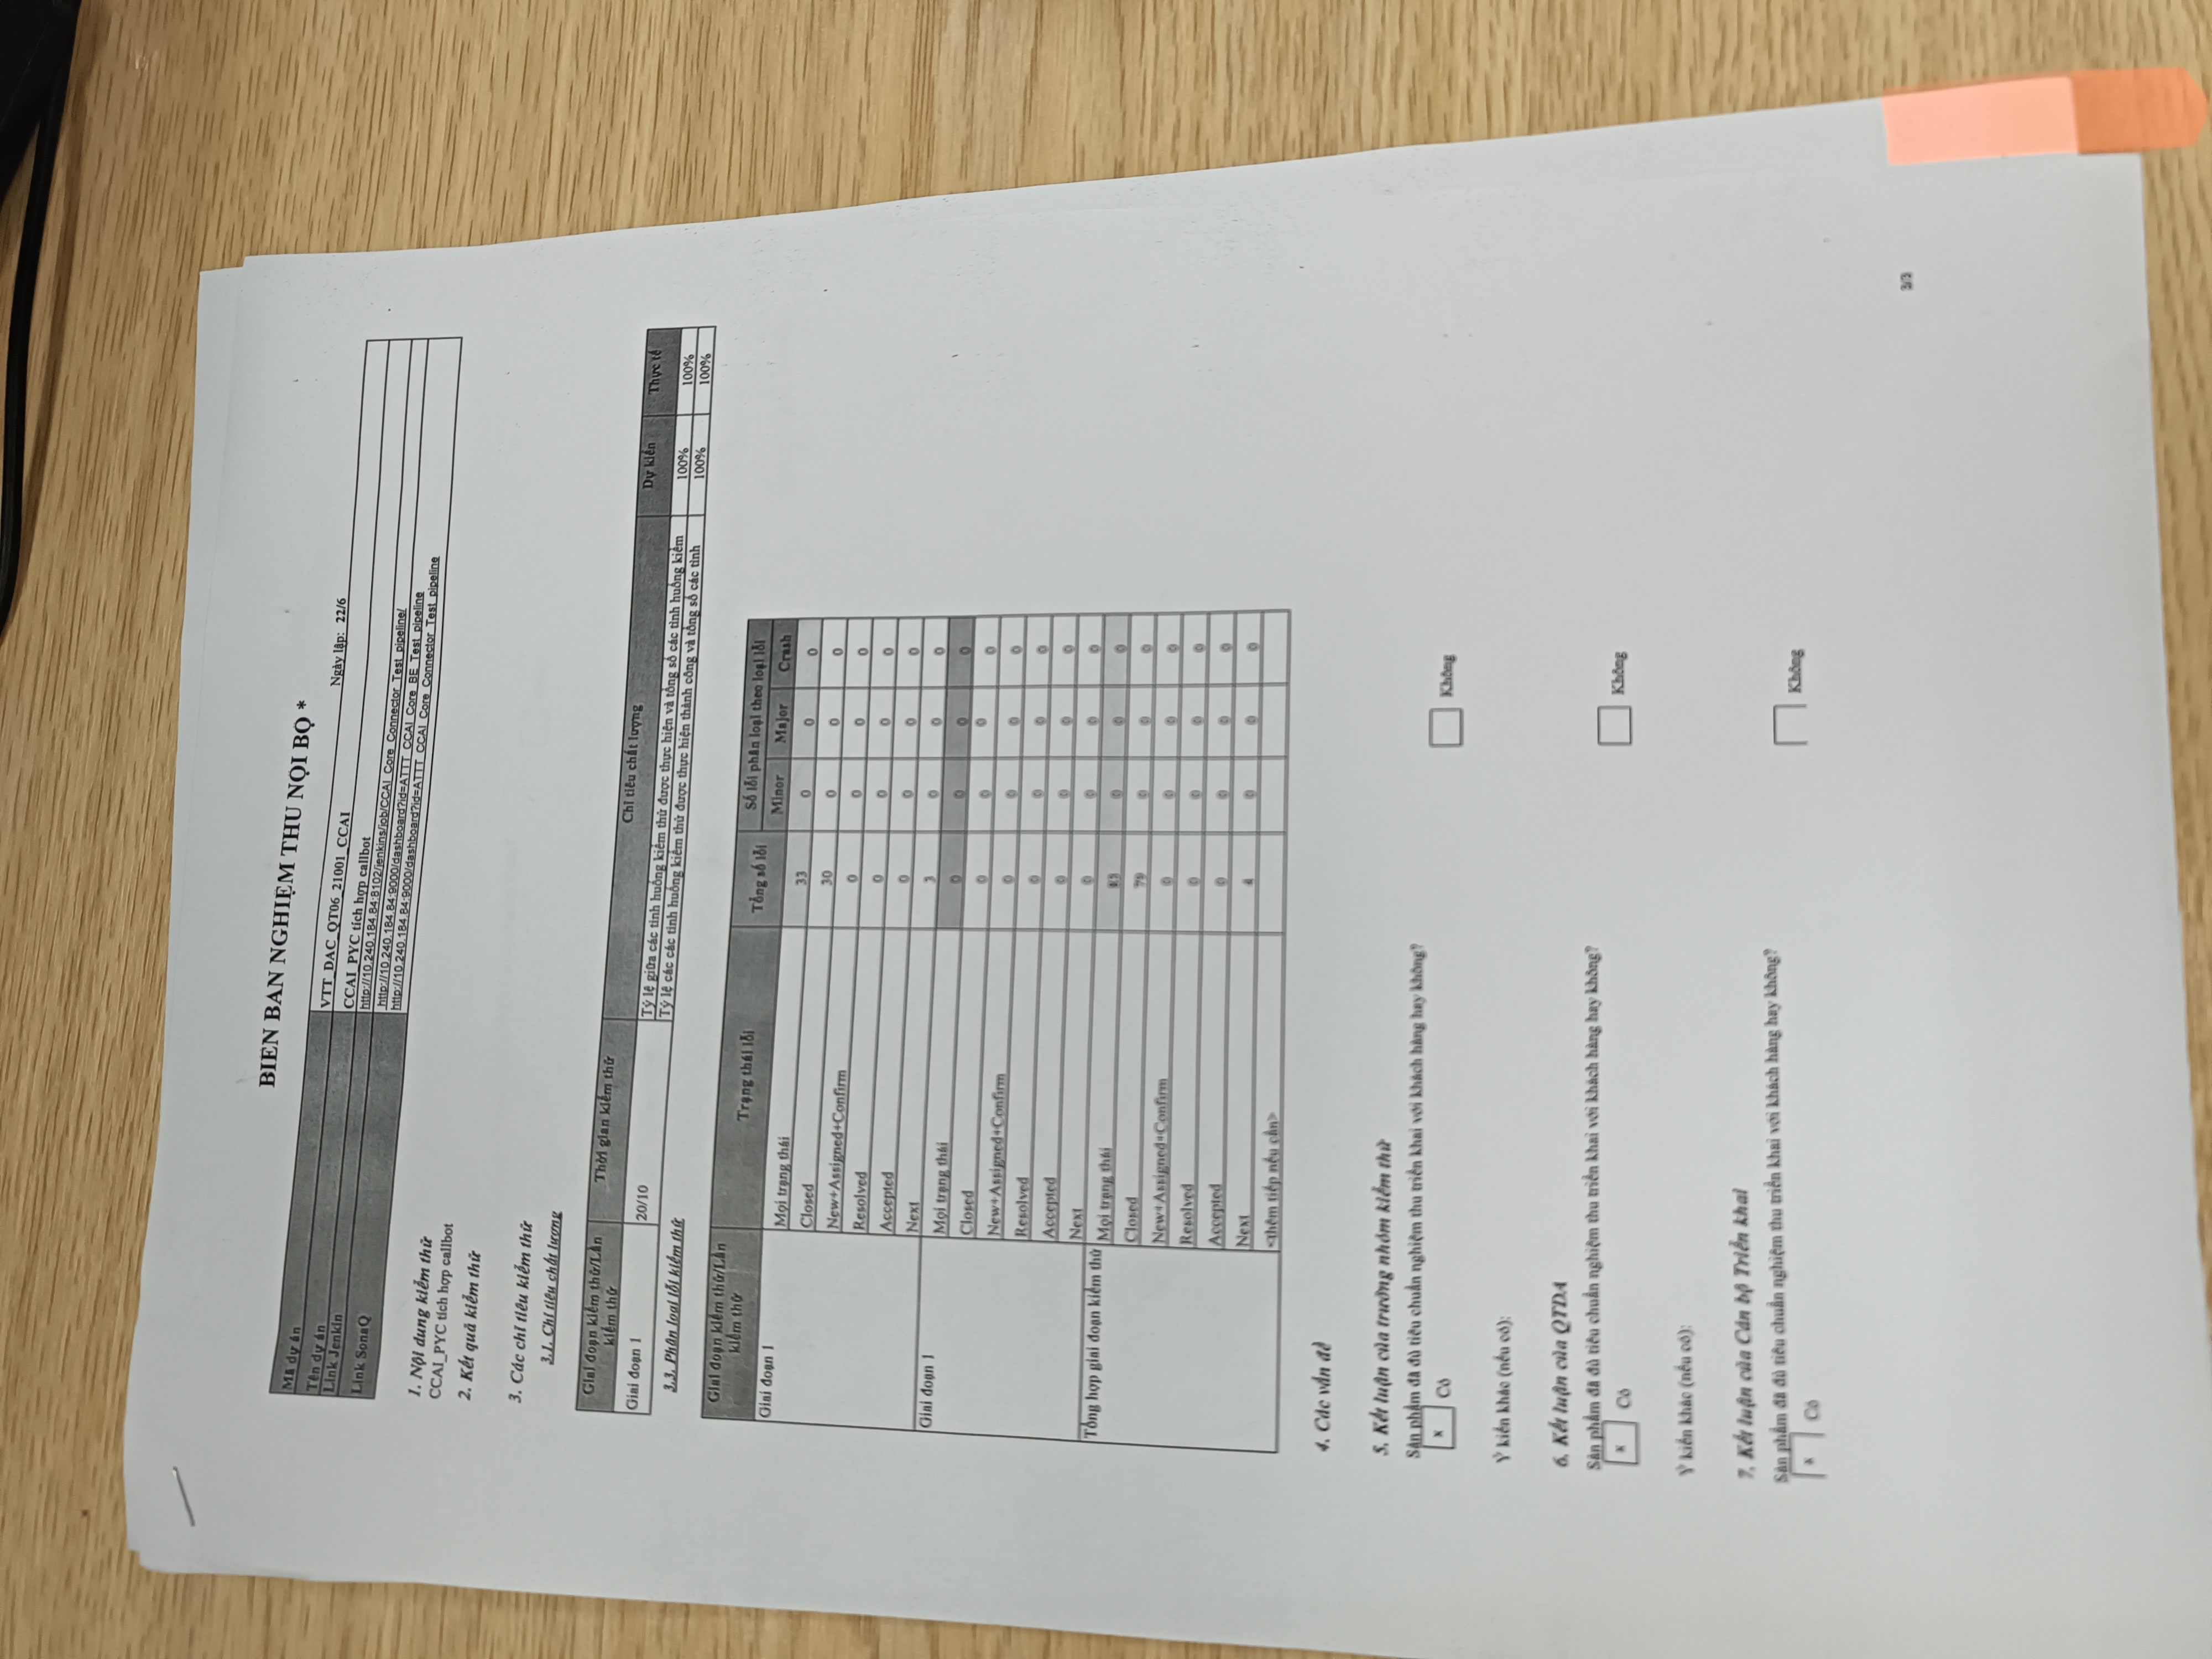 BIEN BAN NGHIỆM THU NỘI BỘ *
Mã dự án VTT_DAC_QT06 21001_CCAI Ngày lập: 22/6
Tên dự án CCAI_PYC tích hợp callbot
Link Jenkin http://10.240.184.84:8102/jenkins/job/CCAI_Core_Connector_Test_pipeline/
Link SonaQ http://10.240.184.84:9000/dashboard?id=ATTT_CCAI_Core_BE_Test_pipeline
http://10.240.184.84:9000/dashboard?id=ATTT_CCAI_Core_Connector_Test_pipeline
1. Nội dung kiểm thử
CCAI_PYC tích hợp callbot
2. Kết quả kiểm thử
3. Các chỉ tiêu kiểm thử
3.1. Chỉ tiêu chất lượng
Giai đoạn kiểm thử/Lần kiểm thử Thời gian kiểm thử Chỉ tiêu chất lượng Dự kiến Thực tế
Giai đoạn 1 20/10 Tỷ lệ giữa các tình huống kiểm thử được thực hiện và tổng số các tình huống kiểm 100% 100%
Tỷ lệ các các tình huống kiểm thử được thực hiện thành công và tổng số các tình 100% 100%
3.3. Phân loại lỗi kiểm thử
Giai đoạn kiểm thử/Lần kiểm thử Trạng thái lỗi Tổng số lỗi Số lỗi phân loại theo loại lỗi
Minor Major Crash
Giai đoạn 1 Mọi trạng thái 33 0 0 0
Closed 30 0 0 0
New+Assigned+Confirm 0 0 0 0
Resolved 0 0 0 0
Accepted 0 0 0 0
Next 3 0 0 0
Giai đoạn 1 Mọi trạng thái 0 0 0 0
Closed 0 0 0 0
New+Assigned+Confirm 0 0 0 0
Resolved 0 0 0 0
Accepted 0 0 0 0
Next 0 0 0 0
Tổng hợp giai đoạn kiểm thử Mọi trạng thái 0 0 0
Closed 79 0 0 0
New+Assigned+Confirm 0 0 0 0
Resolved 0 0 0 0
Accepted 0 0 0 0
Next 4 0 0 0
<thêm tiếp nếu cần>
4. Các vấn đề
5. Kết luận của trưởng nhóm kiểm thử
Sản phẩm đã đủ tiêu chuẩn nghiệm thu triển khai với khách hàng hay không?
x Có Không
Ý kiến khác (nếu có):
6. Kết luận của QTDA
Sản phẩm đã đủ tiêu chuẩn nghiệm thu triển khai với khách hàng hay không?
x Có Không
Ý kiến khác (nếu có):
7. Kết luận của Cán bộ Triển khai
Sản phẩm đã đủ tiêu chuẩn nghiệm thu triển khai với khách hàng hay không?
x Có Không